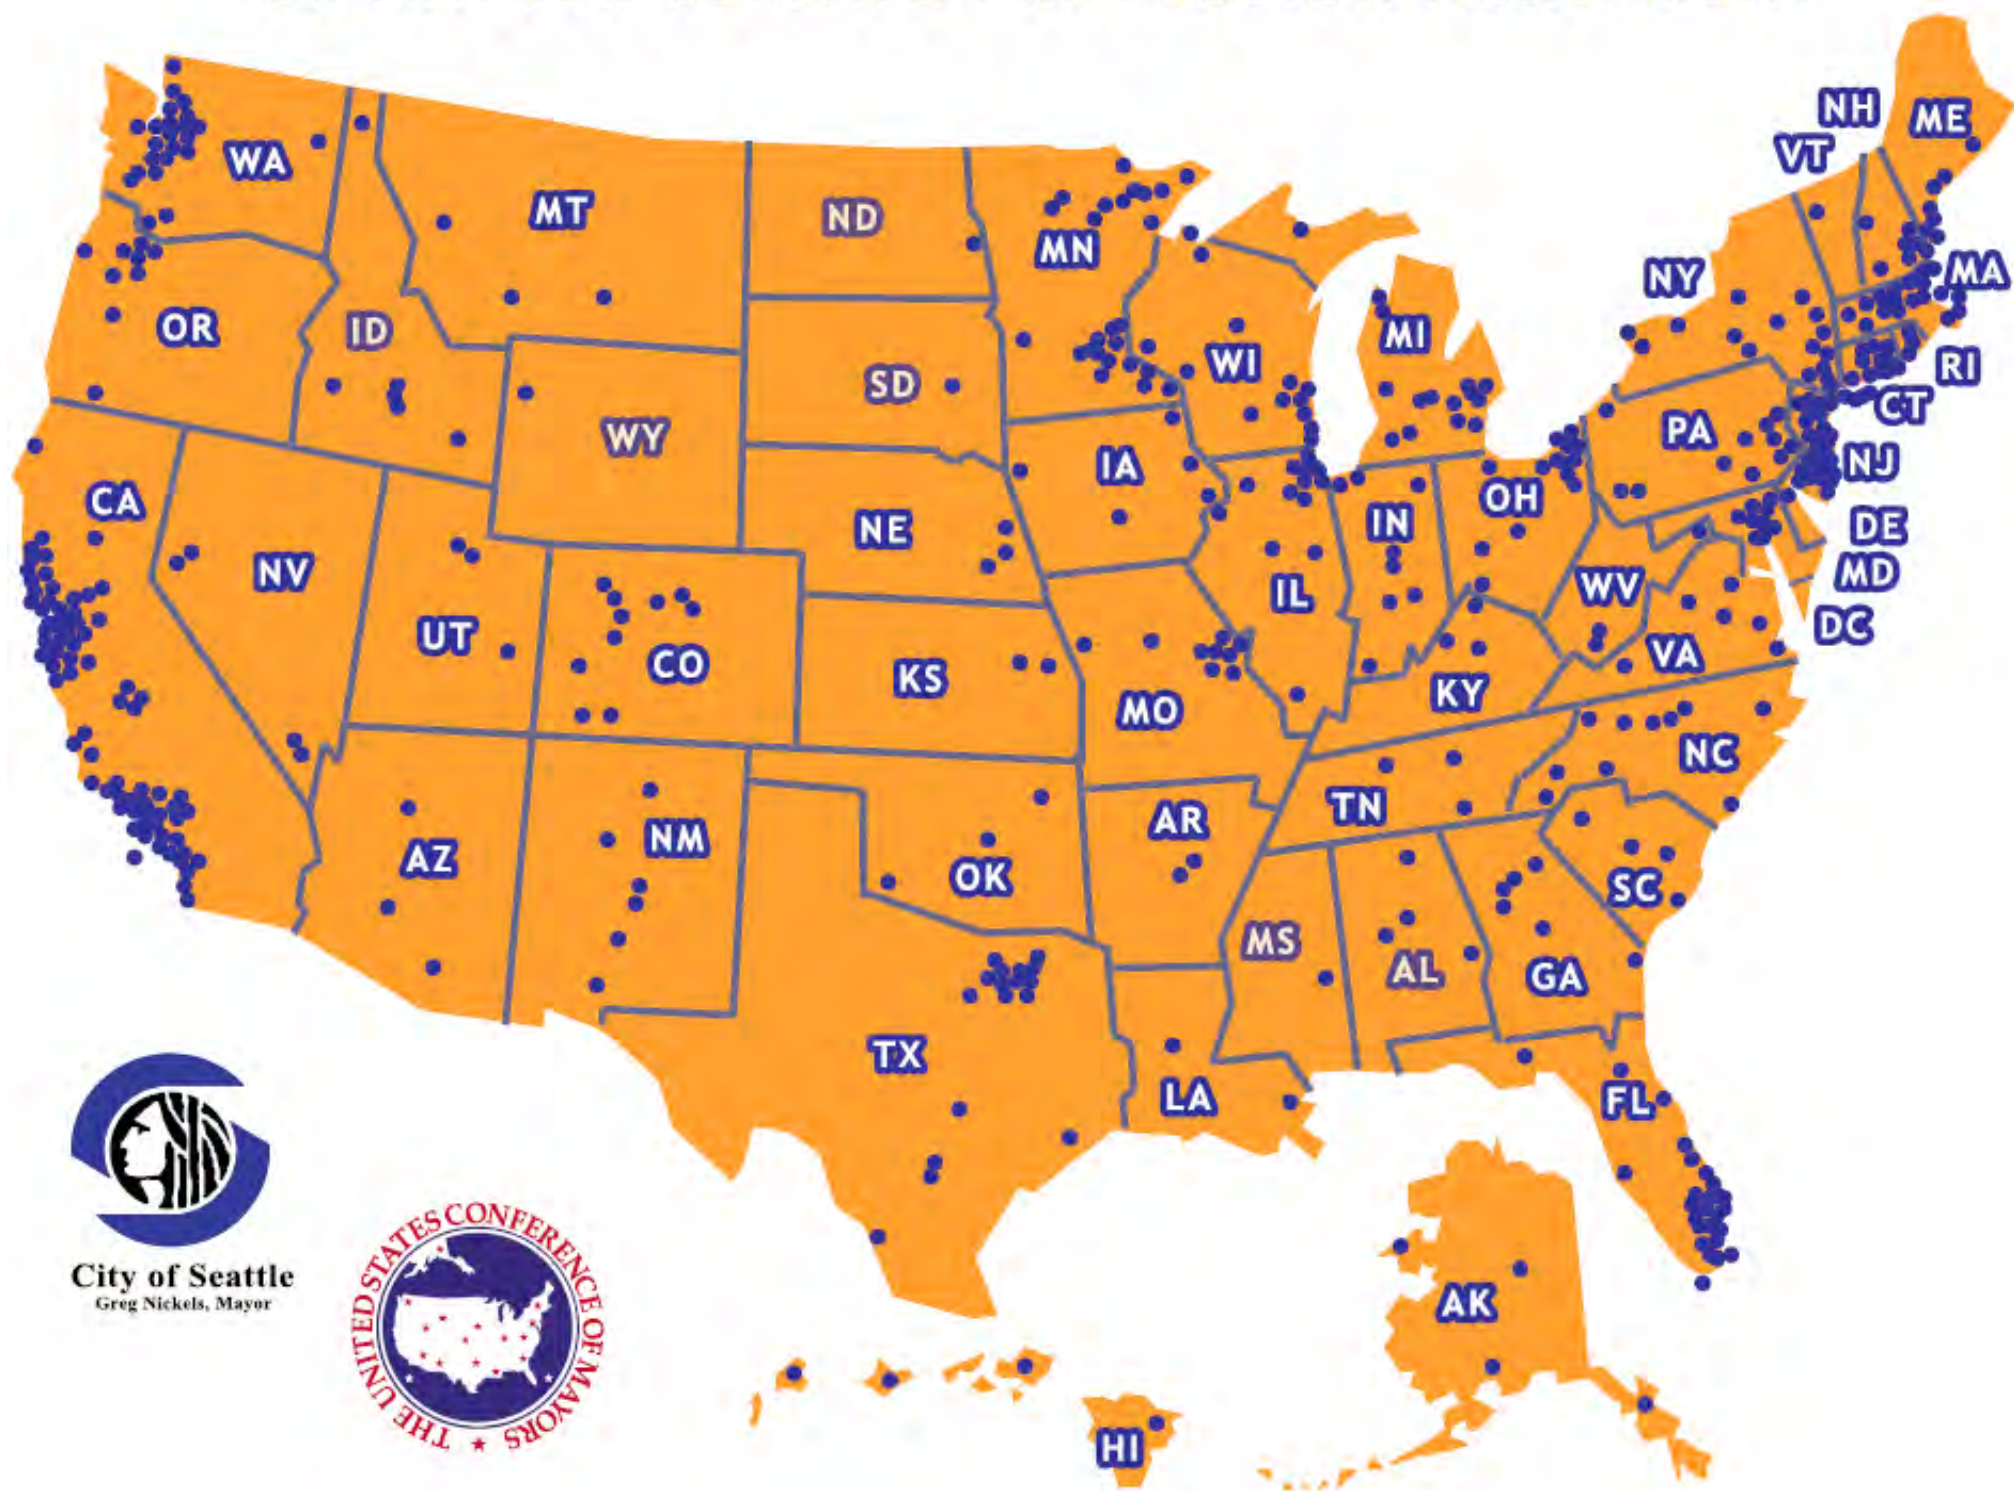 NH
ME
VT
WA
MT
ND
MN
NY
MA
OR
ID
WI
MI
RI
SD
CT
WY
PA
IA
NJ
CA
NE
OH
IN
DE
NV
MD
IL
WV
UT
DC
CO
KS
VA
MO
KY
NC
TN
AR
NM
AZ
OK
SC
MS
AL
GA
TX
LA
FL
City of Seattle
Greg Nickels, Mayor
THE UNITED STATES CONFERENCE OF MAYORS
AK
HI